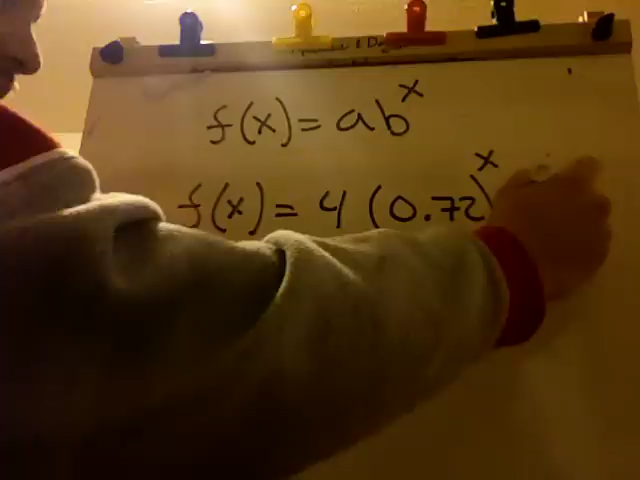 f(x) = ab^x
f(x) = 4 (0.72)^x